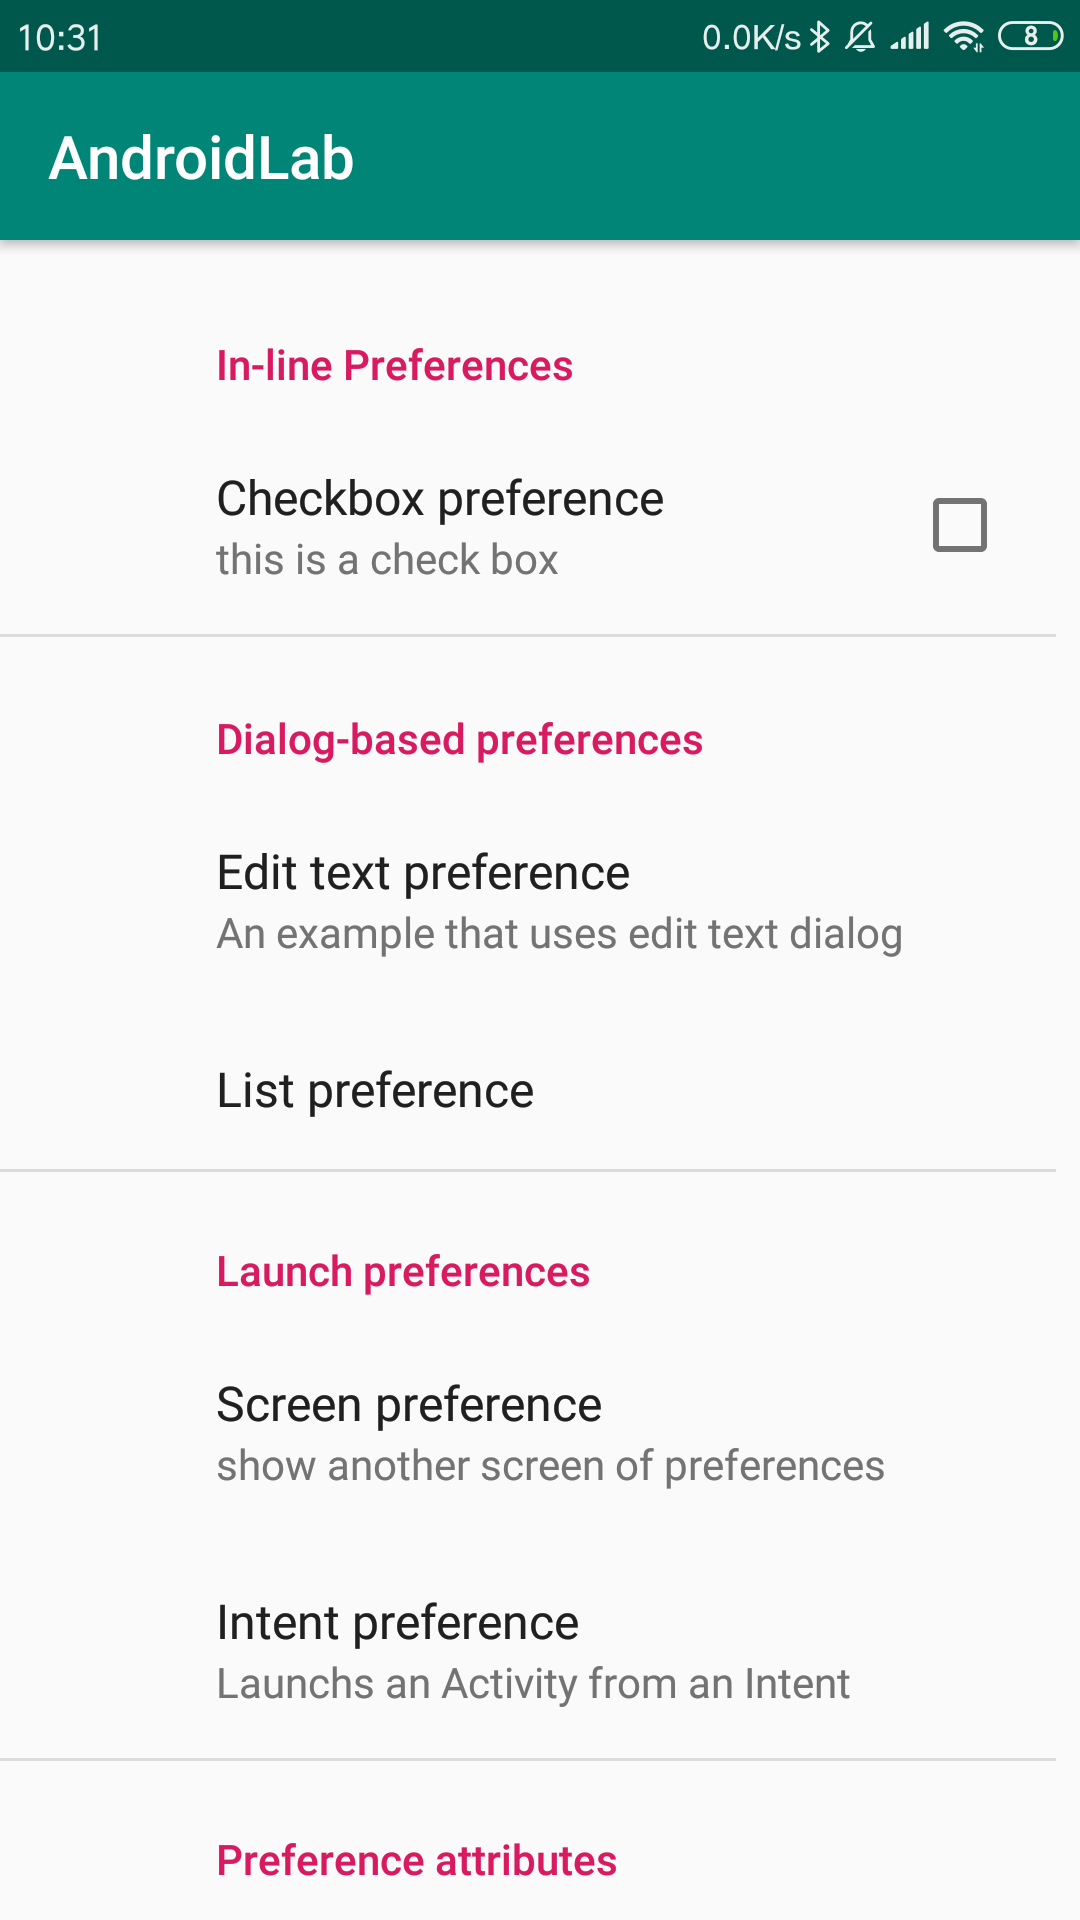 10:31 0.0K/s 8
AndroidLab
In-line Preferences
Checkbox preference
this is a check box
Dialog-based preferences
Edit text preference
An example that uses edit text dialog
List preference
Launch preferences
Screen preference
show another screen of preferences
Intent preference
Launchs an Activity from an Intent
Preference attributes